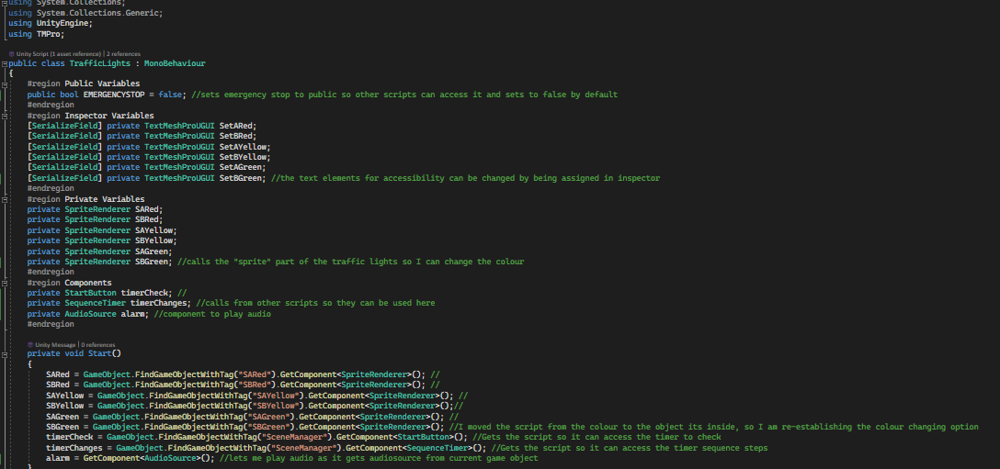 using System.Collections;
using System.Collections.Generic;
using UnityEngine;
using TMPro;
Unity Script (1 asset reference) | 2 references
public class TrafficLights : MonoBehaviour
{
#region Public Variables
public bool EMERGENCYSTOP = false; //sets emergency stop to public so other scripts can access it and sets to false by default
#endregion
#region Inspector Variables
[SerializeField] private TextMeshProUGUI SetARed;
[SerializeField] private TextMeshProUGUI SetBRed;
[SerializeField] private TextMeshProUGUI SetAYellow;
[SerializeField] private TextMeshProUGUI SetBYellow;
[SerializeField] private TextMeshProUGUI SetAGreen;
[SerializeField] private TextMeshProUGUI SetBGreen; //the text elements for accessibility can be changed by being assigned in inspector
#endregion
#region Private Variables
private SpriteRenderer SARed;
private SpriteRenderer SBRed;
private SpriteRenderer SAYellow;
private SpriteRenderer SBYellow;
private SpriteRenderer SAGreen;
private SpriteRenderer SBGreen; //calls the "sprite" part of the traffic lights so I can change the colour
#endregion
#region Components
private StartButton timerCheck; //
private SequenceTimer timerChanges; //calls from other scripts so they can be used here
private AudioSource alarm; //component to play audio
#endregion
Unity Message | 0 references
private void Start()
{
SARed = GameObject.FindGameObjectWithTag("SARed").GetComponent<SpriteRenderer>(); //
SBRed = GameObject.FindGameObjectWithTag("SBRed").GetComponent<SpriteRenderer>(); //
SAYellow = GameObject.FindGameObjectWithTag("SAYellow").GetComponent<SpriteRenderer>(); //
SBYellow = GameObject.FindGameObjectWithTag("SBYellow").GetComponent<SpriteRenderer>();//
SAGreen = GameObject.FindGameObjectWithTag("SAGreen").GetComponent<SpriteRenderer>(); //
SBGreen = GameObject.FindGameObjectWithTag("SBGreen").GetComponent<SpriteRenderer>(); //I moved the script from the colour to the object its inside, so I am re-establishing the colour changing option
timerCheck = GameObject.FindGameObjectWithTag("SceneManager").GetComponent<StartButton>(); //Gets the script so it can access the timer to check
timerChanges = GameObject.FindGameObjectWithTag("SceneManager").GetComponent<SequenceTimer>(); //Gets the script so it can access the timer sequence steps
alarm = GetComponent<AudioSource>(); //lets me play audio as it gets audiosource from current game object
}